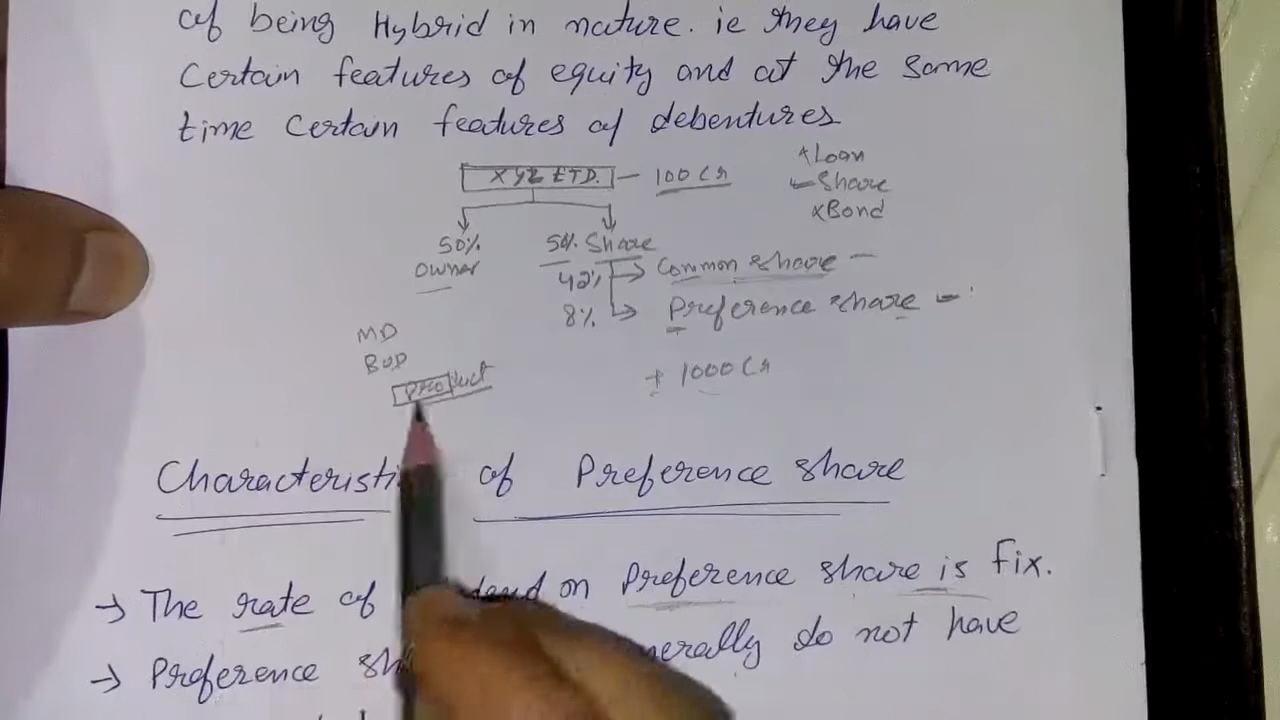 of being Hybrid in nature. ie they have
Certain features of equity and at the same
time Certain features of debentures
XYZ LTD. — 100 Cr
Loan
Share
x Bond
50% Owner
50% Share
42% → Common share —
8% → Preference share -
MD
BOD
Product
+ 1000 Cr
Characteristi of Preference share
→ The rate of dend on Preference share is fix.
→ Preference sh nerally do not have